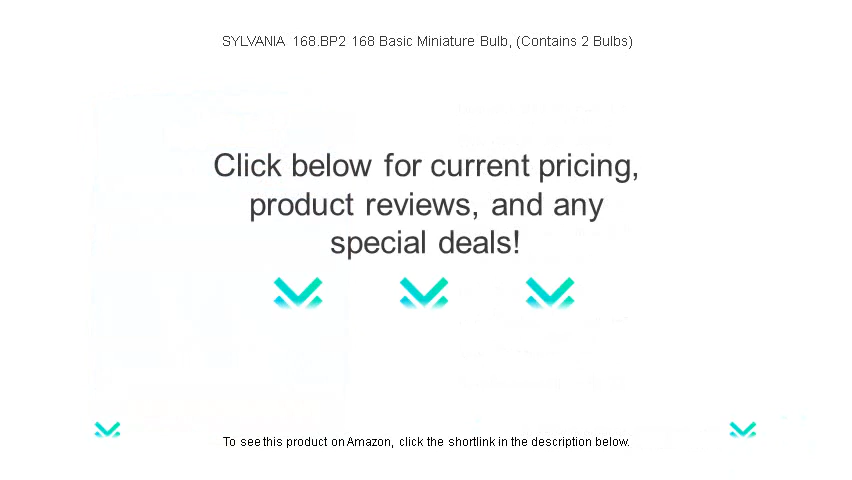 SYLVANIA 168.BP2 168 Basic Miniature Bulb, (Contains 2 Bulbs)
Click below for current pricing,
product reviews, and any
special deals!
To see this product on Amazon, click the shortlink in the description below.